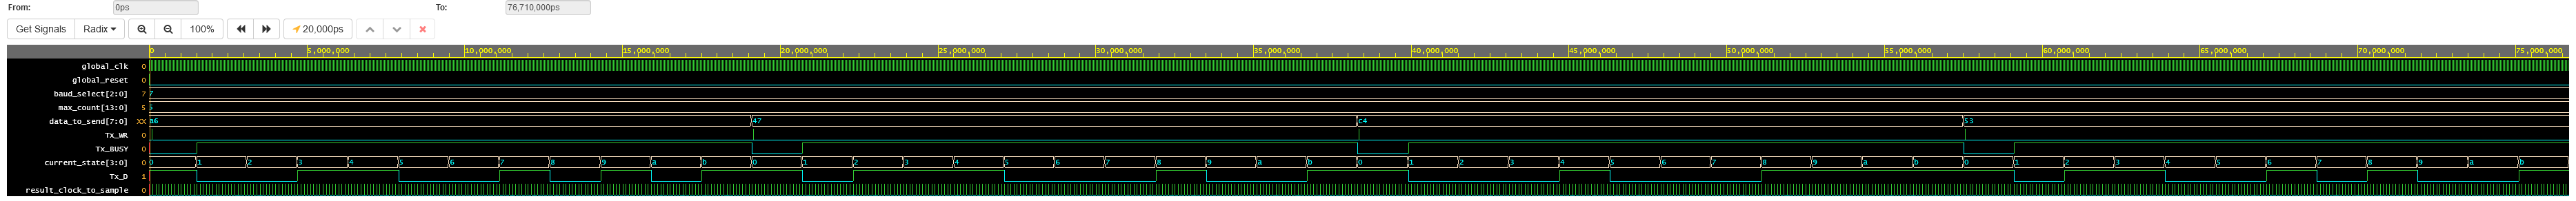 From: 0ps To: 76,710,000ps
Get Signals Radix 100% 20,000ps
0 5,000,000 10,000,000 15,000,000 20,000,000 25,000,000 30,000,000 35,000,000 40,000,000 45,000,000 50,000,000 55,000,000 60,000,000 65,000,000 70,000,000 75,000,000
global_clk 0
global_reset 0
baud_select[2:0] 7 7
max_count[13:0] 5 5
data_to_send[7:0] XX a6 47 c4 53
Tx_WR 0
Tx_BUSY 0
current_state[3:0] 0 0 1 2 3 4 5 6 7 8 9 a b 0 1 2 3 4 5 6 7 8 9 a b 0 1 2 3 4 5 6 7 8 9 a b 0 1 2 3 4 5 6 7 8 9 a b
Tx_D 1
result_clock_to_sample 0